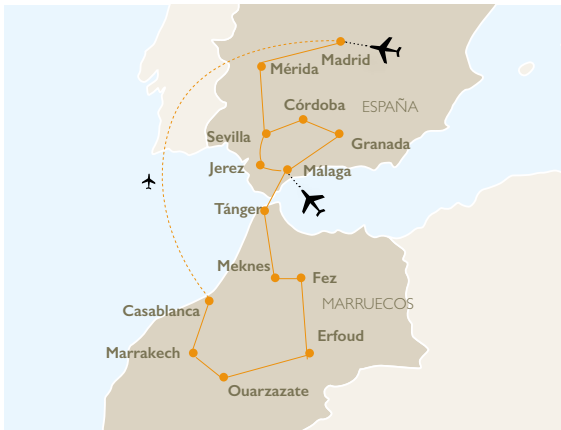 Madrid
Mérida
Córdoba
ESPAÑA
Sevilla
Granada
Jerez
Málaga
Tánger
Meknes
Fez
MARRUECOS
Casablanca
Erfoud
Marrakech
Ouarzazate